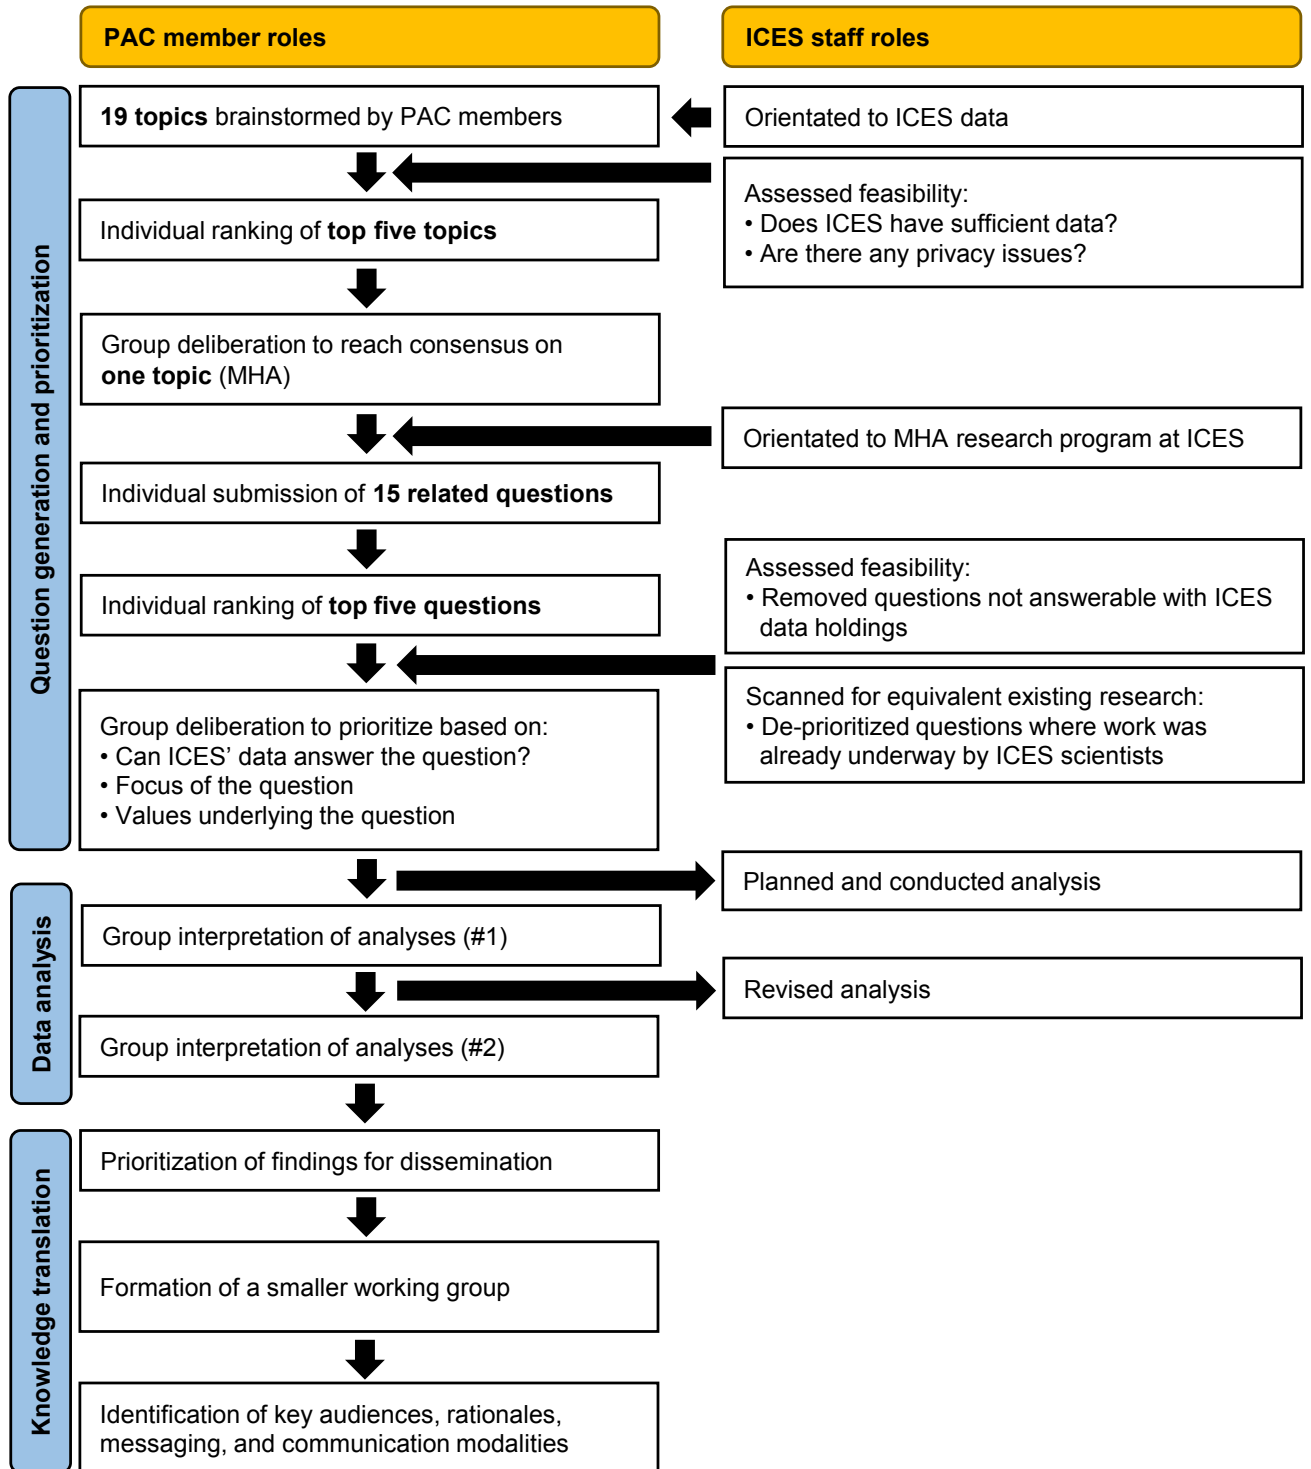 PAC member roles
ICES staff roles
Question generation and prioritization
19 topics brainstormed by PAC members
Orientated to ICES data
Assessed feasibility:
• Does ICES have sufficient data?
• Are there any privacy issues?
Individual ranking of top five topics
Group deliberation to reach consensus on
one topic (MHA)
Orientated to MHA research program at ICES
Individual submission of 15 related questions
Individual ranking of top five questions
Assessed feasibility:
• Removed questions not answerable with ICES
data holdings
Scanned for equivalent existing research:
• De-prioritized questions where work was
already underway by ICES scientists
Group deliberation to prioritize based on:
• Can ICES’ data answer the question?
• Focus of the question
• Values underlying the question
Data analysis
Planned and conducted analysis
Group interpretation of analyses (#1)
Revised analysis
Group interpretation of analyses (#2)
Knowledge translation
Prioritization of findings for dissemination
Formation of a smaller working group
Identification of key audiences, rationales,
messaging, and communication modalities